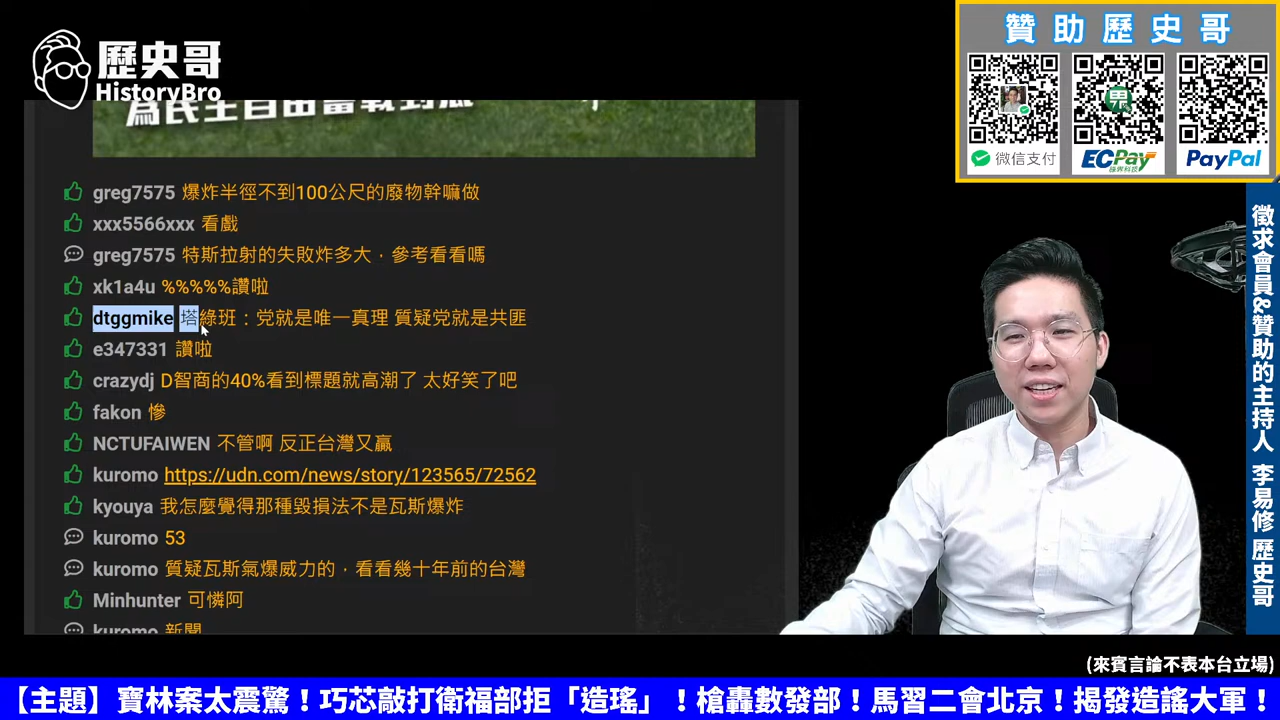 歷史哥
HistoryBro
贊助歷史哥
微信支付
ECPay
綠界科技
PayPal
greg7575 爆炸半徑不到100公尺的廢物幹嘛做
xxx5566xxx 看戲
greg7575 特斯拉射的失敗炸多大，參考看看嗎
xk1a4u %%%%%讚啦
dtggmike 塔綠班：党就是唯一真理 質疑党就是共匪
e347331 讚啦
crazydj D智商的40%看到標題就高潮了 太好笑了吧
fakon 慘
NCTUFAIWEN 不管啊 反正台灣又贏
kuromo https://udn.com/news/story/123565/72562
kyouya 我怎麼覺得那種毀損法不是瓦斯爆炸
kuromo 53
kuromo 質疑瓦斯氣爆威力的，看看幾十年前的台灣
Minhunter 可憐阿
kuromo 新聞
徵求會員&贊助的主持人 李易修 歷史哥
(來賓言論不表本台立場)
【主題】寶林案太震驚！巧芯敲打衛福部拒「造瑤」！槍轟數發部！馬習二會北京！揭發造謠大軍！